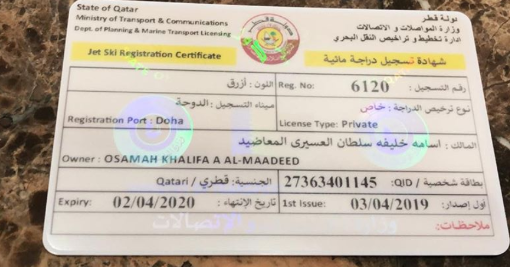 State of Qatar
Ministry of Transport & Communications
Dept. of Planning & Marine Transport Licensing
دولة قطر
وزارة المواصلات و الاتصالات
ادارة تخطيط و تراخيص النقل البحري
Jet Ski Registration Certificate
شهادة تسجيل دراجة مائية
اللون : أزرق
Reg. No: 6120 رقم التسجيل :
ميناء التسجيل : الدوحة
Registration Port : Doha
نوع ترخيص الدراجة : خاص
License Type: Private
المالك : اسامه خليفه سلطان العسيرى المعاضيد
Owner : OSAMAH KHALIFA A AL-MAADEED
الجنسية: قطري / Qatari
27363401145 بطاقة شخصية / QID:
Expiry: 02/04/2020 تاريخ الإنتهاء :
1st Issue: 03/04/2019 أول إصدار:
ملاحظات: